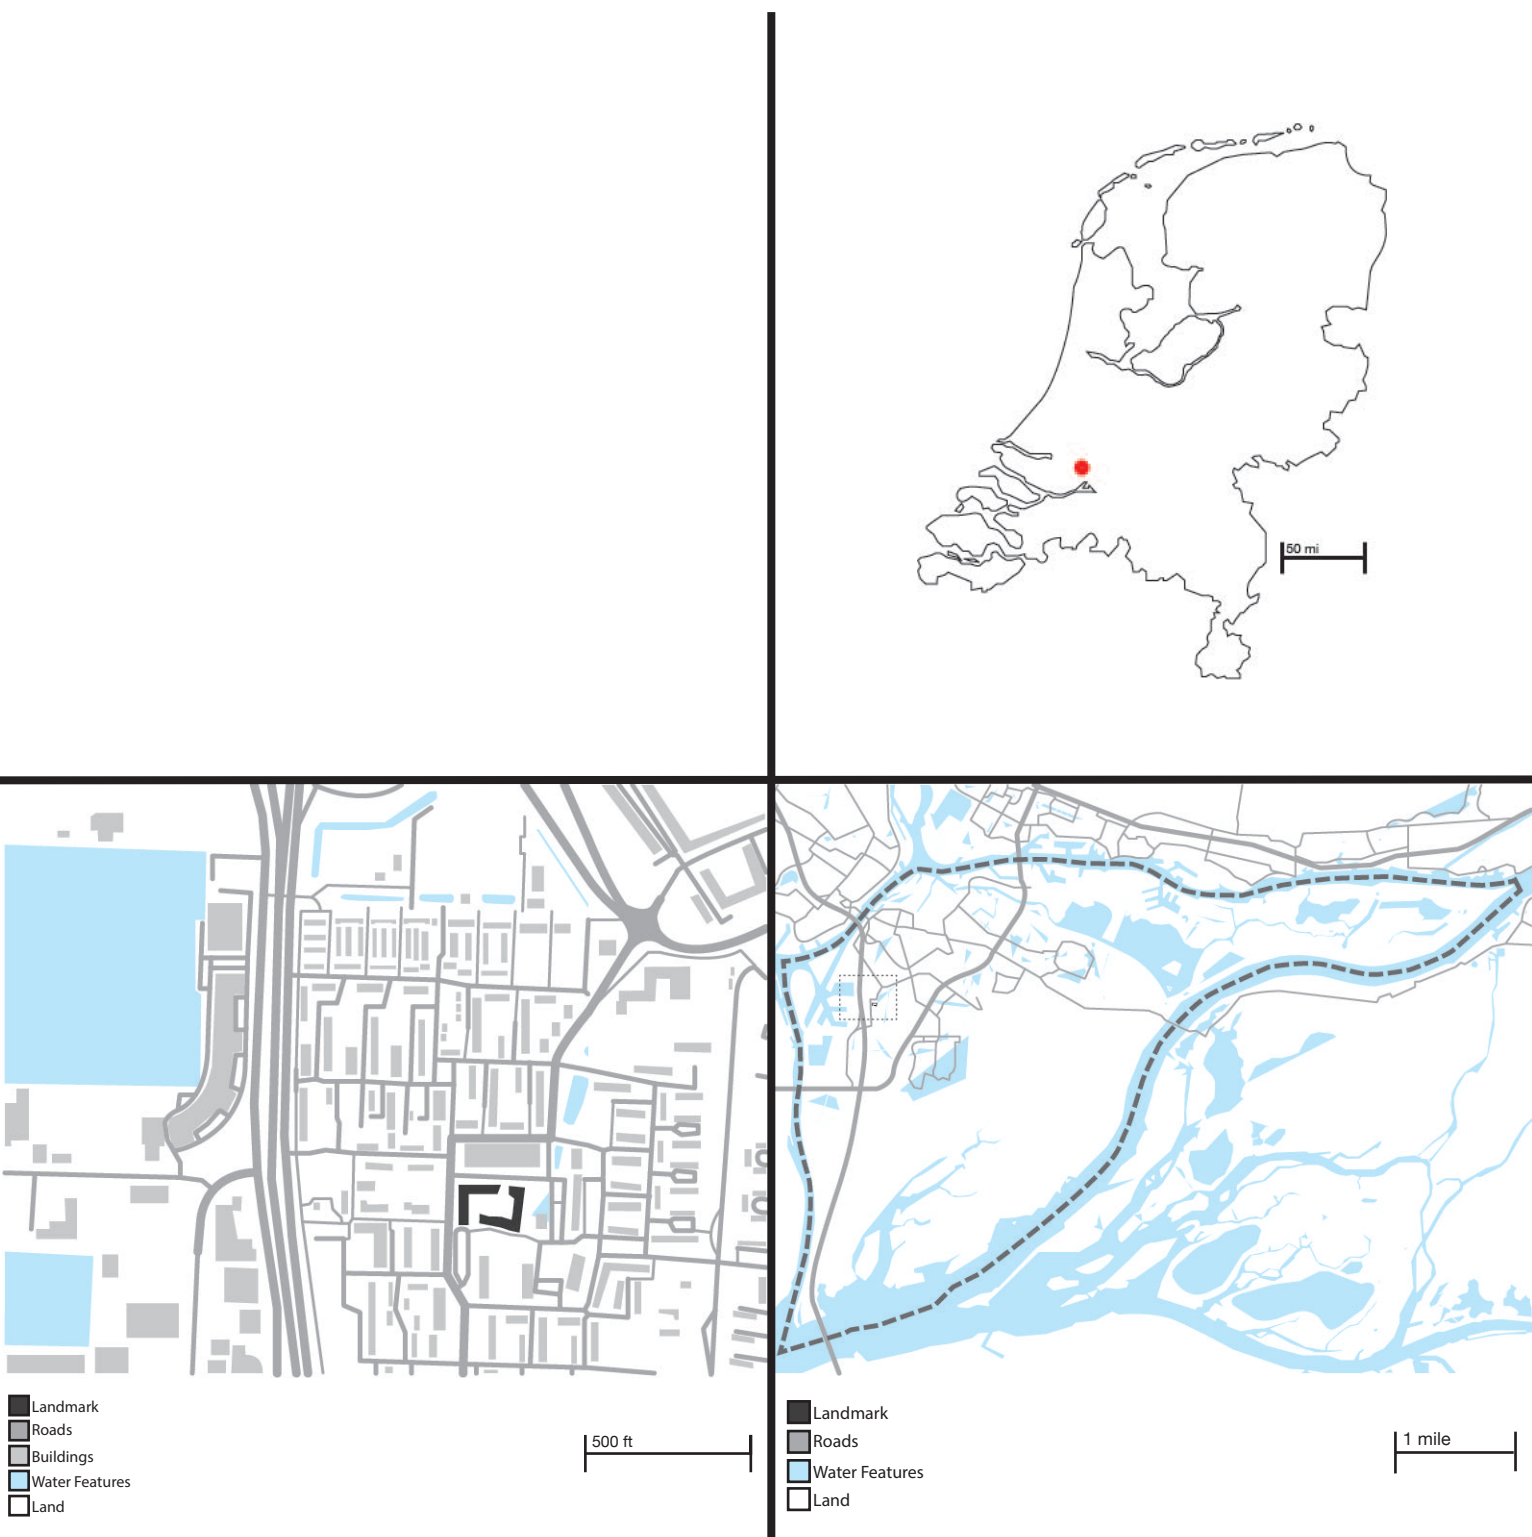 50 mi
Landmark
Roads
Buildings
Water Features
Land
500 ft
Landmark
Roads
Water Features
Land
1 mile